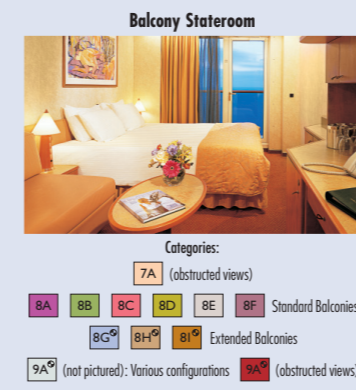 Balcony Stateroom
Categories:
7A (obstructed views)
8A 8B 8C 8D 8E 8F Standard Balconies
8G 8H 8I Extended Balconies
9A (not pictured): Various configurations 9A (obstructed views)